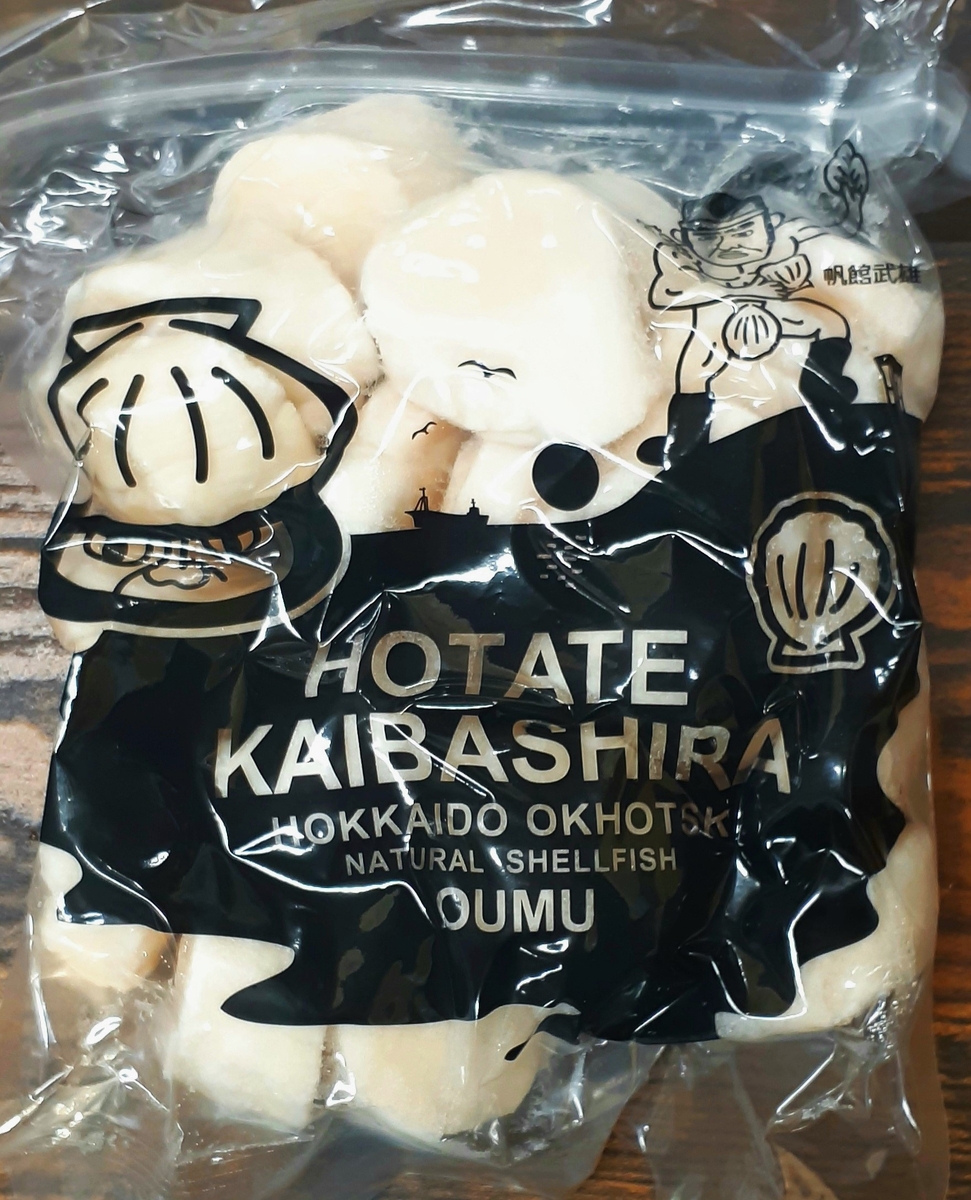 帆館武雄
HOTATE
KAIBASHIRA
HOKKAIDO OKHOTSK
NATURAL SHELLFISH
OUMU